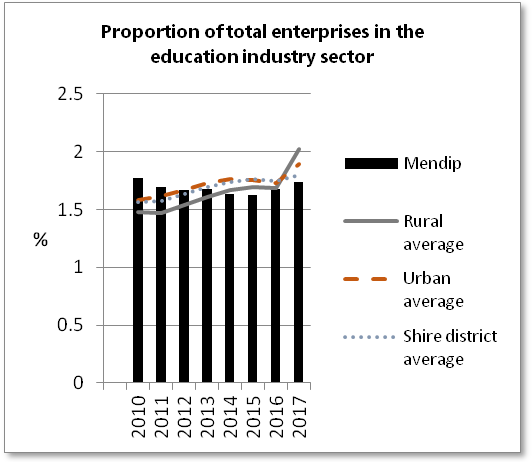 Proportion of total enterprises in the
education industry sector
2.5
2
1.5
1
0.5
0
%
2010
2011
2012
2013
2014
2015
2016
2017
Mendip
Rural
average
Urban
average
Shire district
average